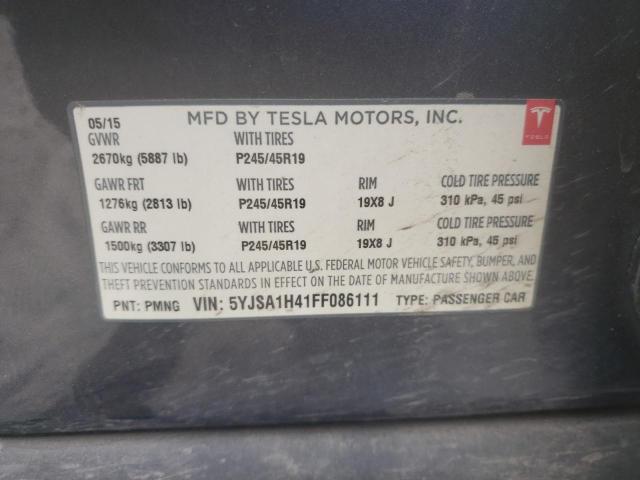 05/15 MFD BY TESLA MOTORS, INC.
GVWR WITH TIRES
2670kg (5887 lb) P245/45R19
GAWR FRT WITH TIRES RIM COLD TIRE PRESSURE
1276kg (2813 lb) P245/45R19 19X8 J 310 kPa, 45 psi
GAWR RR WITH TIRES RIM COLD TIRE PRESSURE
1500kg (3307 lb) P245/45R19 19X8 J 310 kPa, 45 psi
THIS VEHICLE CONFORMS TO ALL APPLICABLE U.S. FEDERAL MOTOR VEHICLE SAFETY, BUMPER, AND
THEFT PREVENTION STANDARDS IN EFFECT ON THE DATE OF MANUFACTURE SHOWN ABOVE.
PNT: PMNG VIN: 5YJSA1H41FF086111 TYPE: PASSENGER CAR
TESLA